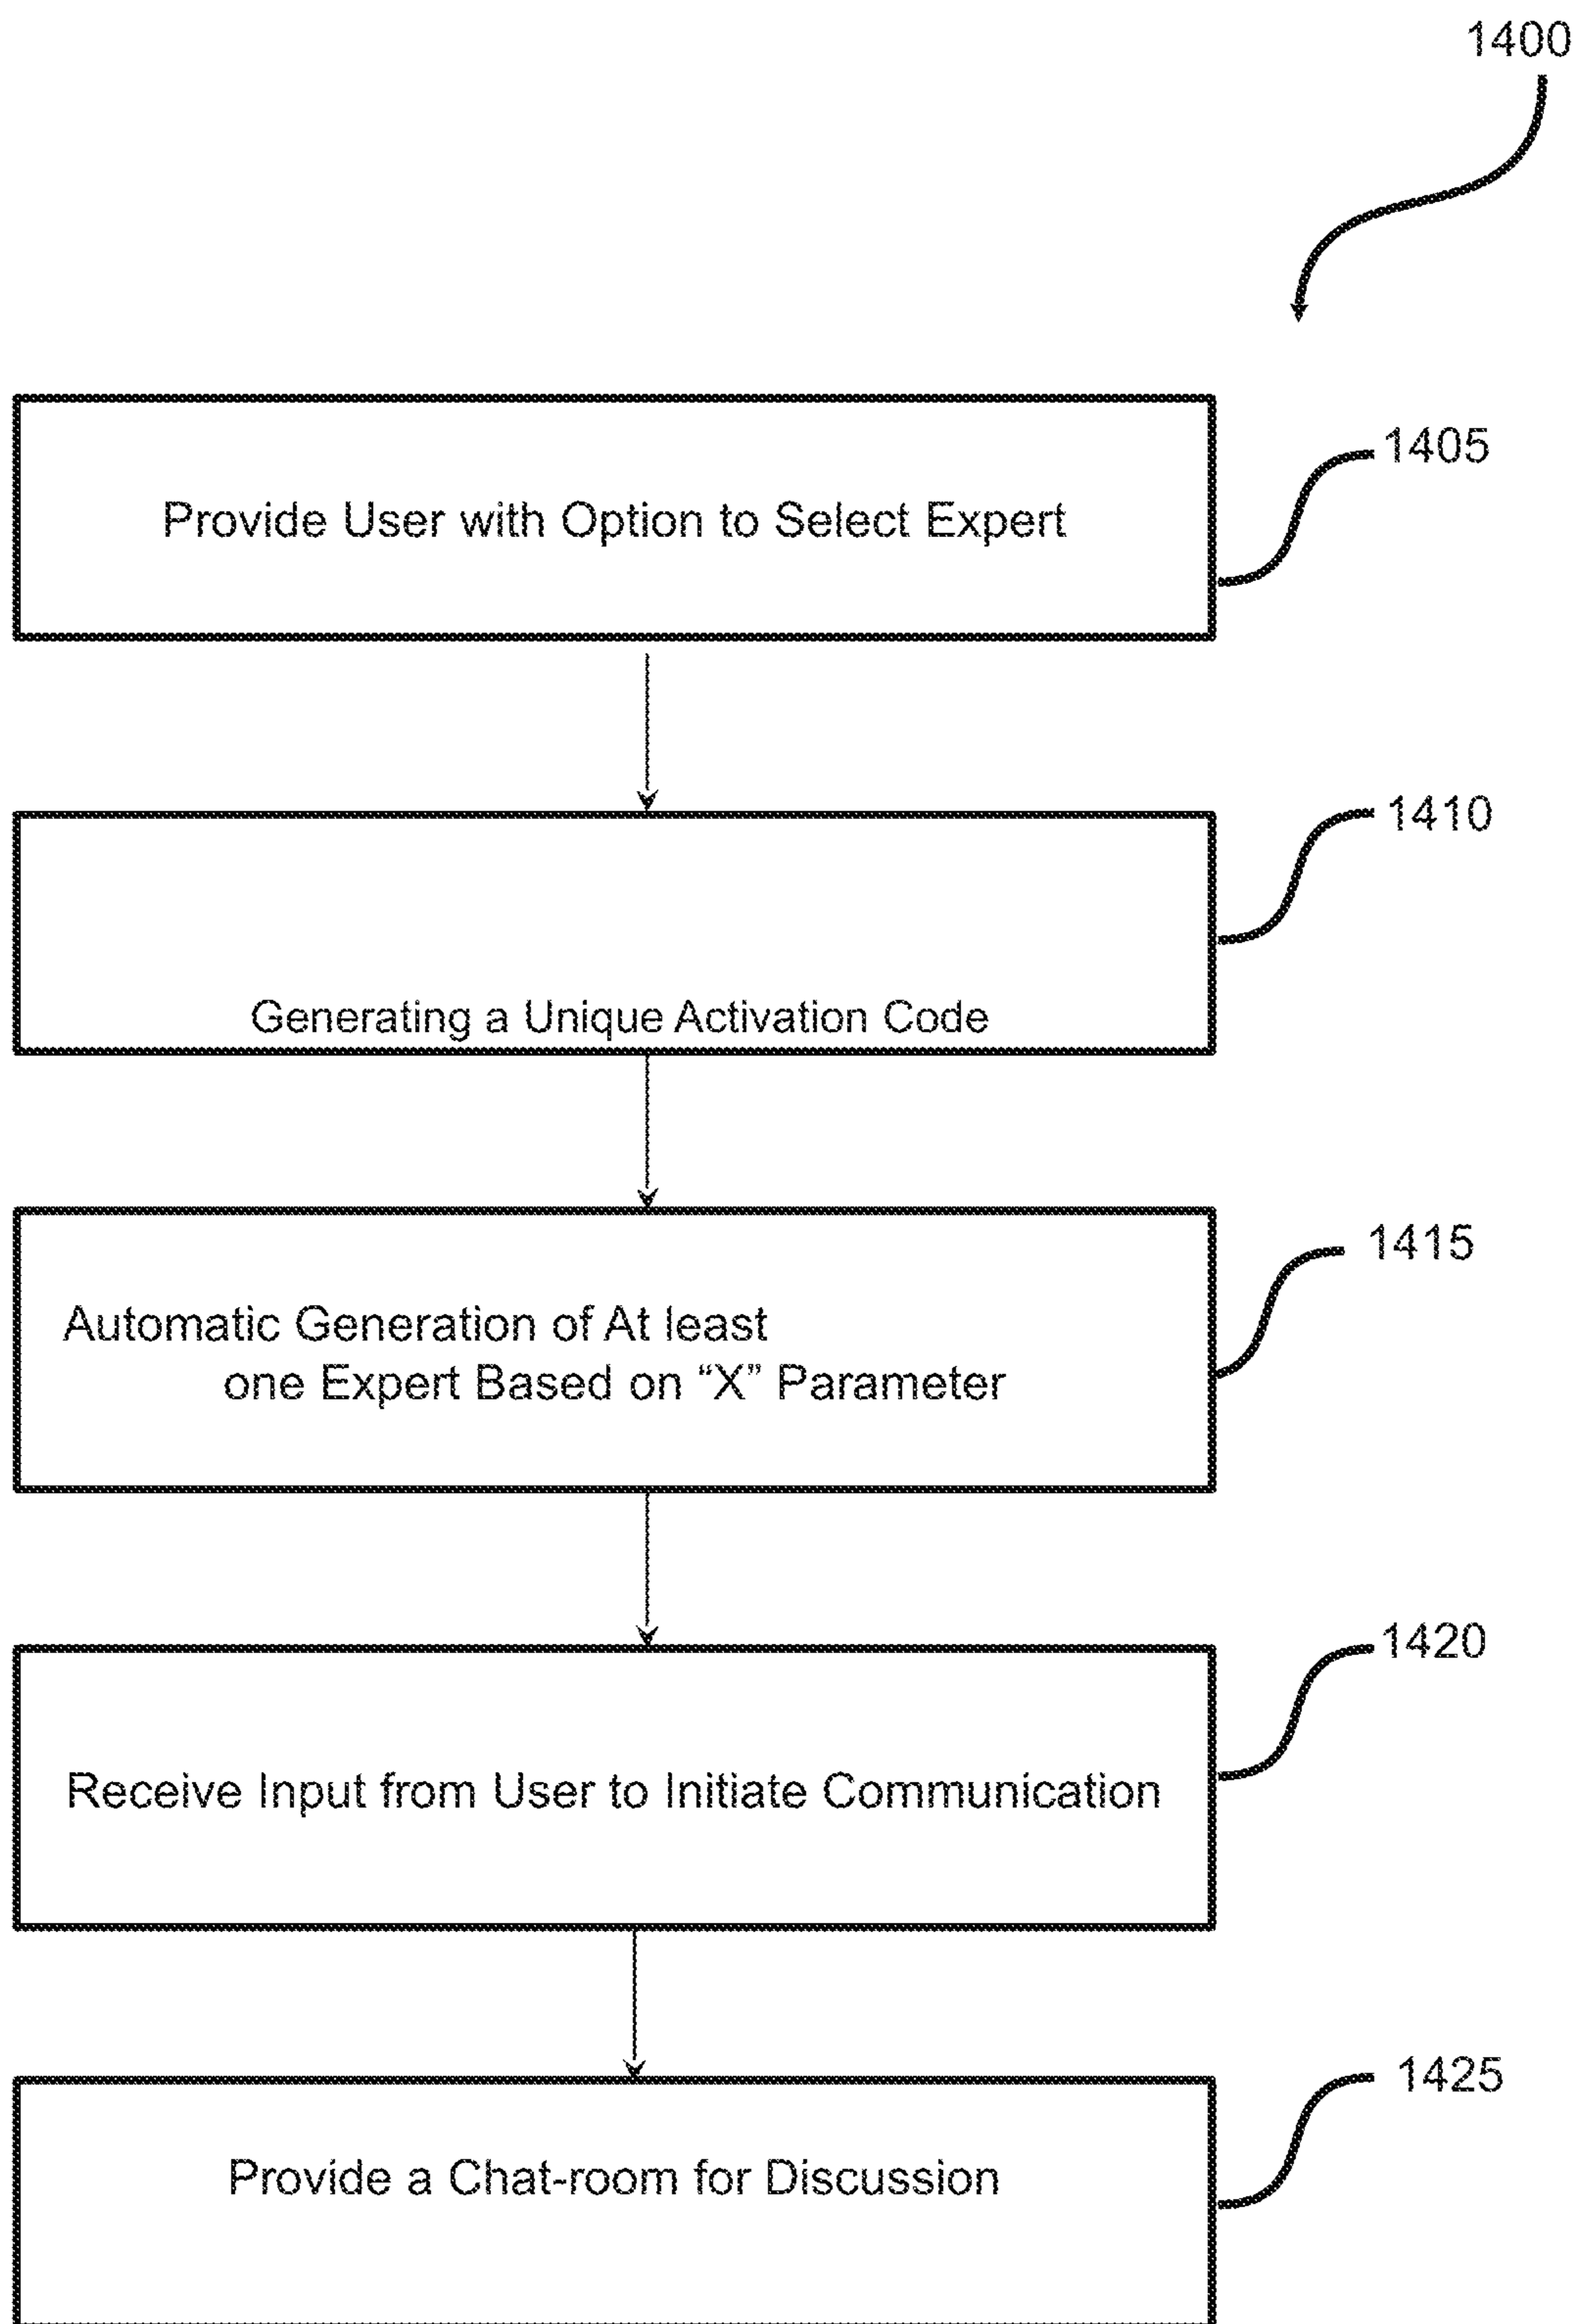 1400
Provide User with Option to Select Expert
1405
Generating a Unique Activation Code
1410
Automatic Generation of At least
one Expert Based on “X” Parameter
1415
Receive Input from User to Initiate Communication
1420
Provide a Chat-room for Discussion
1425